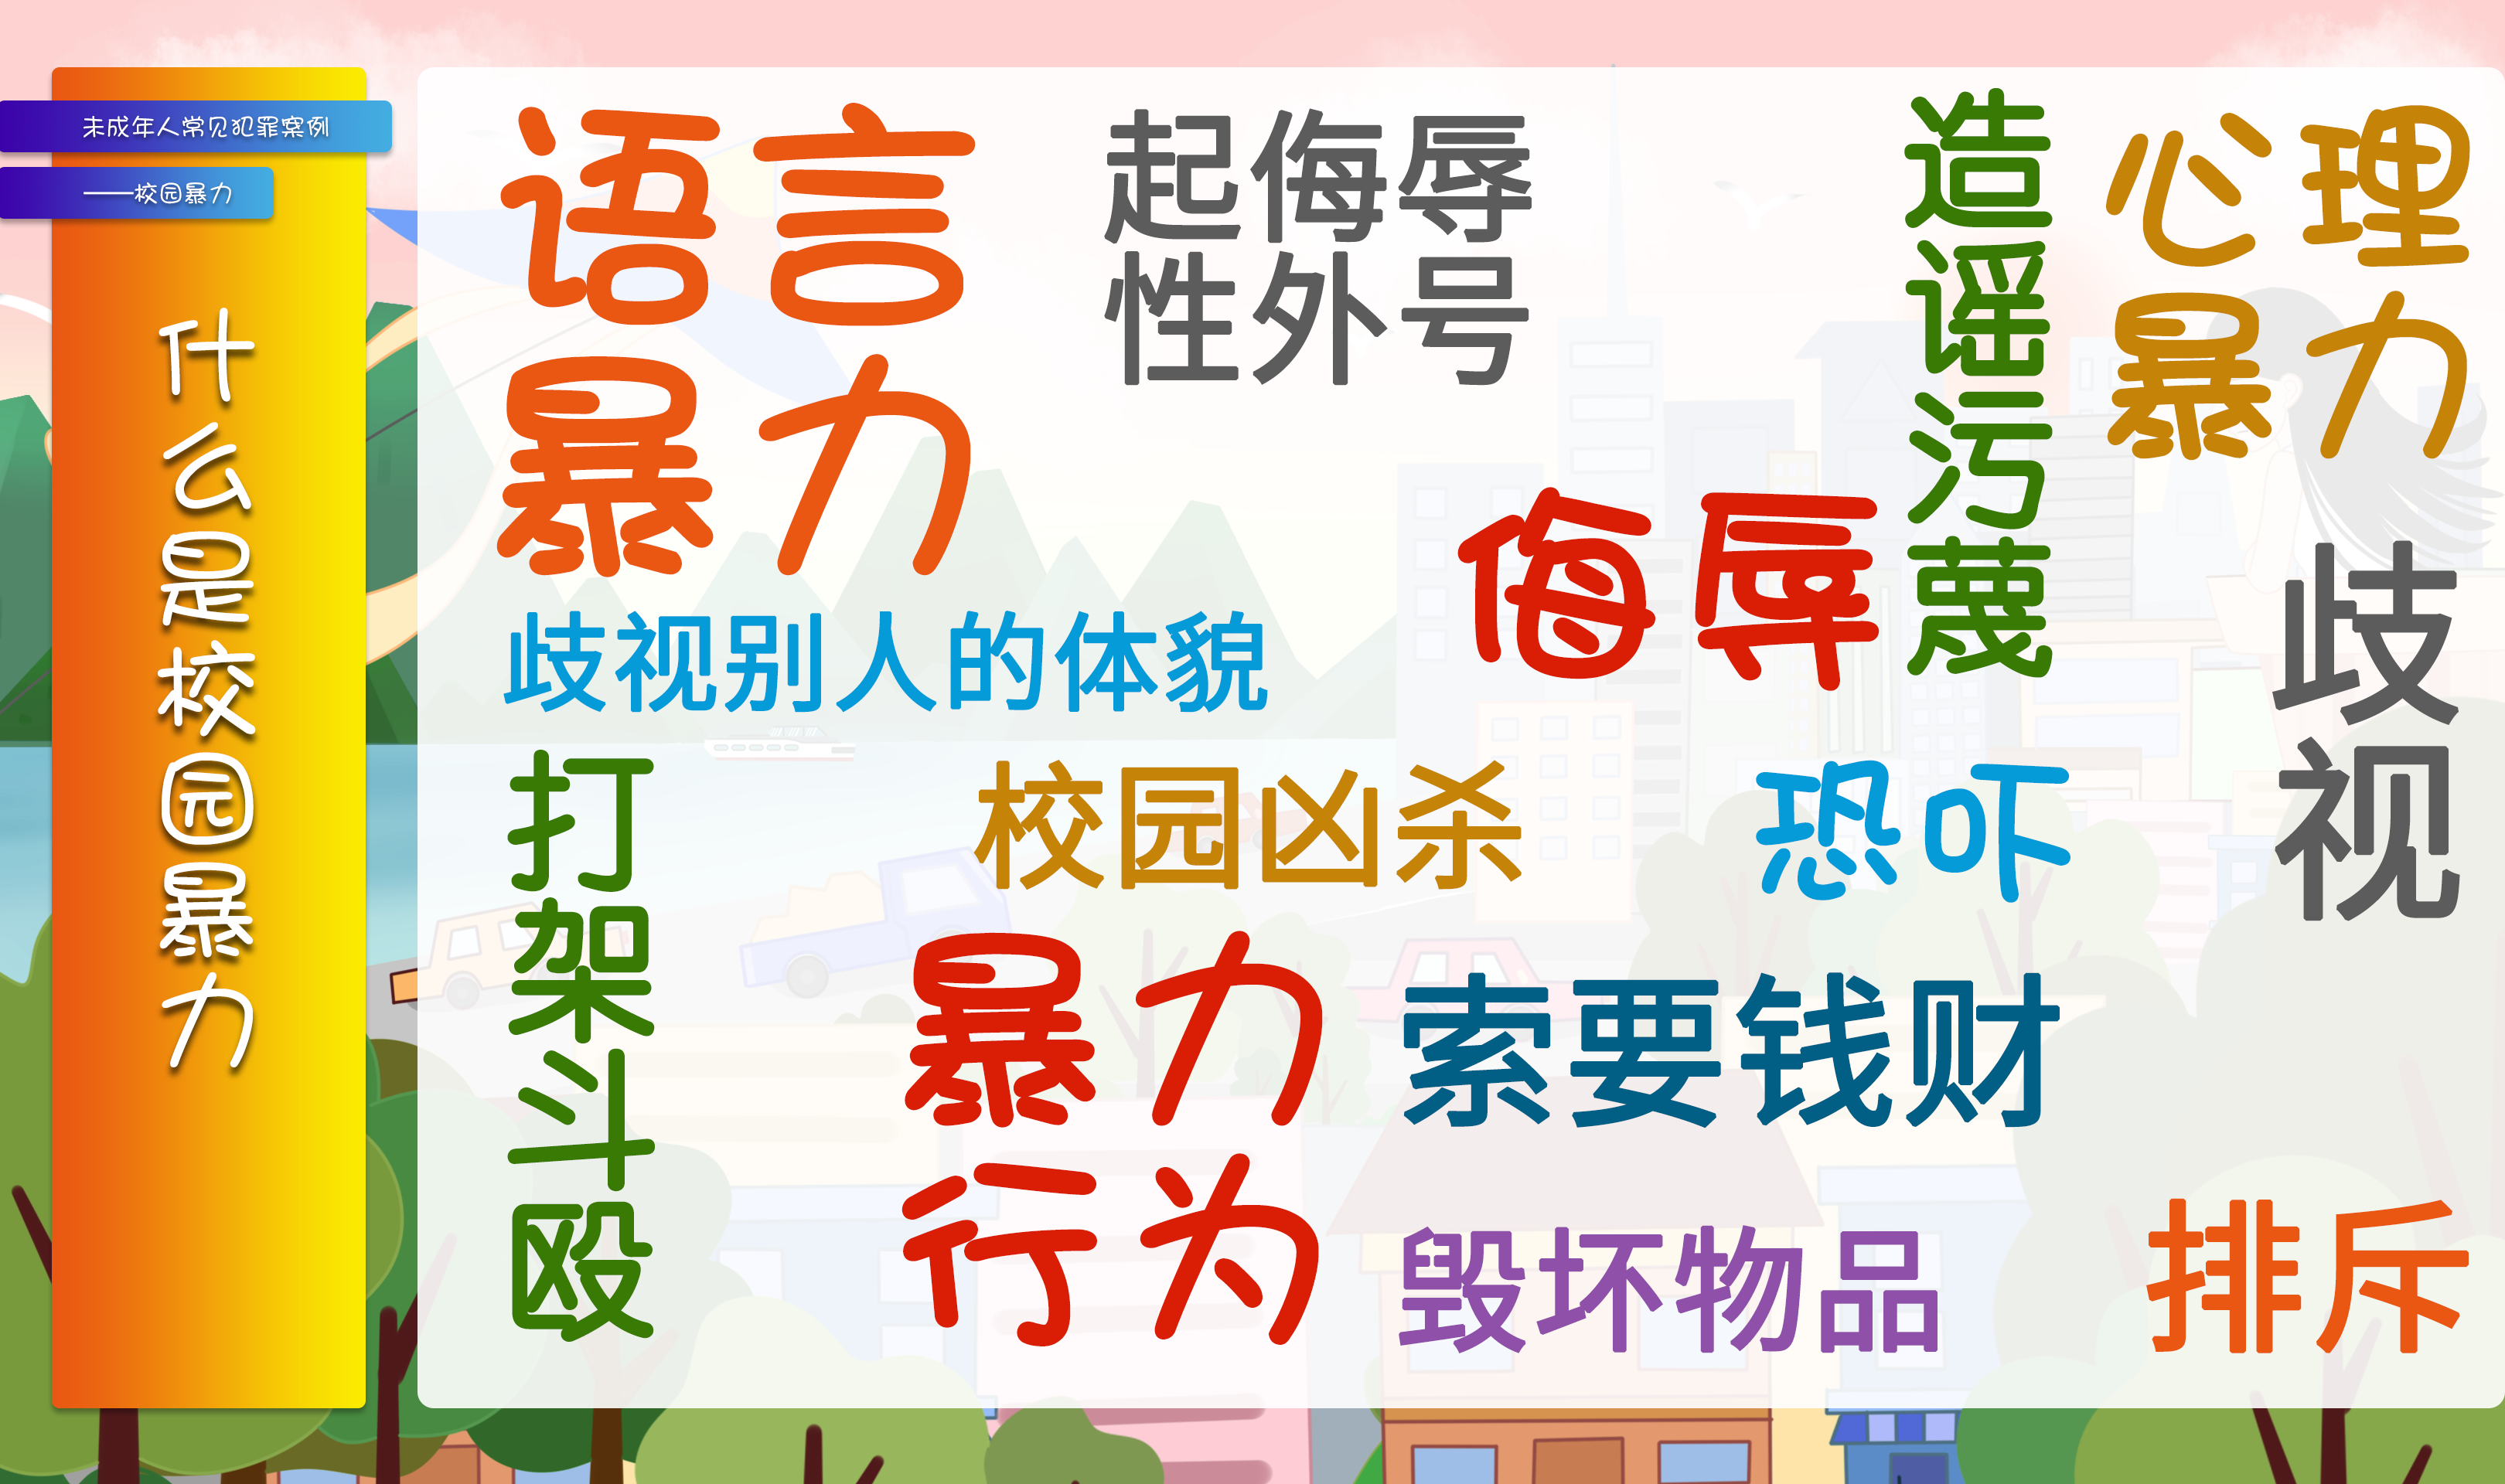 未成年人常见犯罪案例
——校园暴力
什么是校园暴力
语言
暴力
起侮辱
性外号
造谣污蔑
心理
暴力
侮辱
歧视别人的体貌
歧视
打架斗殴
校园凶杀
恐吓
暴力
行为
索要钱财
毁坏物品
排斥